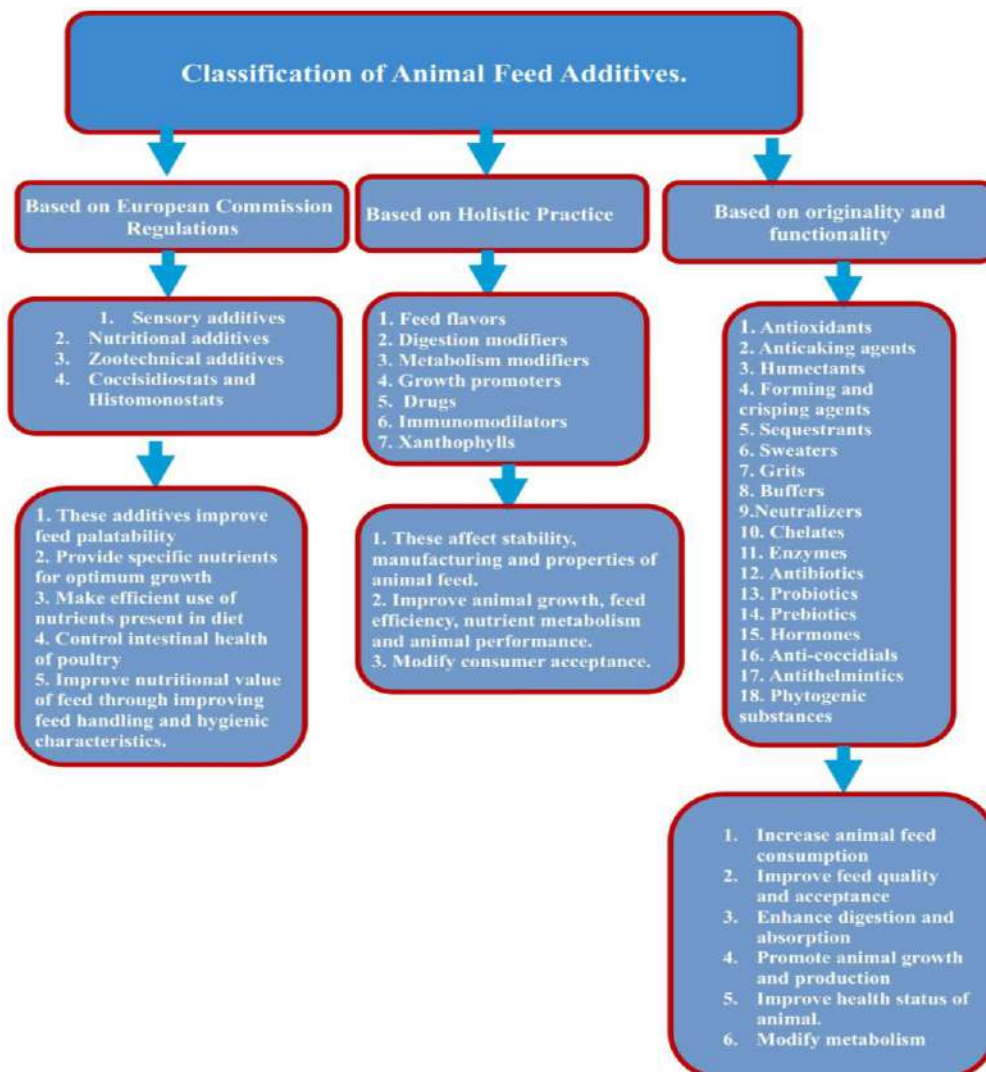 Classification of Animal Feed Additives.
Based on European Commission
Regulations
Based on Holistic Practice
Based on originality and
functionality
1. Sensory additives
2. Nutritional additives
3. Zootechnical additives
4. Coccisidiostats and
Histomonostats
1. Feed flavors
2. Digestion modifiers
3. Metabolism modifiers
4. Growth promoters
5. Drugs
6. Immunomodilators
7. Xanthophylls
1. Antioxidants
2. Anticaking agents
3. Humectants
4. Forming and
crisping agents
5. Sequestrants
6. Sweaters
7. Grits
8. Buffers
9.Neutralizers
10. Chelates
11. Enzymes
12. Antibiotics
13. Probiotics
14. Prebiotics
15. Hormones
16. Anti-coccidials
17. Antithelmintics
18. Phytogenic
substances
1. These additives improve
feed palatability
2. Provide specific nutrients
for optimum growth
3. Make efficient use of
nutrients present in diet
4. Control intestinal health
of poultry
5. Improve nutritional value
of feed through improving
feed handling and hygienic
characteristics.
1. These affect stability,
manufacturing and properties of
animal feed.
2. Improve animal growth, feed
efficiency, nutrient metabolism
and animal performance.
3. Modify consumer acceptance.
1. Increase animal feed
consumption
2. Improve feed quality
and acceptance
3. Enhance digestion and
absorption
4. Promote animal growth
and production
5. Improve health status of
animal.
6. Modify metabolism